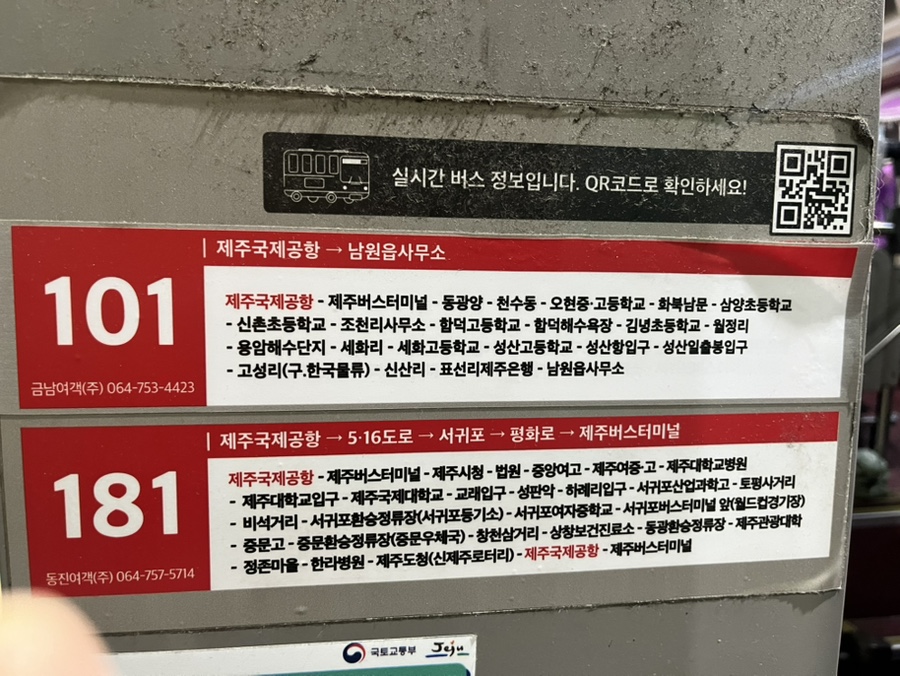 실시간 버스 정보입니다. QR코드로 확인하세요!
101
제주국제공항 → 남원읍사무소
제주국제공항 - 제주버스터미널 - 동광양 - 천수동 - 오현중·고등학교 - 화북남문 - 삼양초등학교
- 신촌초등학교 - 조천리사무소 - 함덕고등학교 - 함덕해수욕장 - 김녕초등학교 - 월정리
- 용암해수단지 - 세화리 - 세화고등학교 - 성산고등학교 - 성산항입구 - 성산일출봉입구
- 고성리(구.한국물류) - 신산리 - 표선리제주은행 - 남원읍사무소
금남여객(주) 064-753-4423
181
제주국제공항 → 5·16도로 → 서귀포 → 평화로 → 제주버스터미널
제주국제공항 - 제주버스터미널 - 제주시청 - 법원 - 중앙여고 - 제주여중·고 - 제주대학교병원
- 제주대학교입구 - 제주국제대학교 - 교래입구 - 성판악 - 하례리입구 - 서귀포산업과학고 - 토평사거리
- 비석거리 - 서귀포환승정류장(서귀포등기소) - 서귀포여자중학교 - 서귀포버스터미널 앞(월드컵경기장)
- 중문고 - 중문환승정류장(중문우체국) - 창천삼거리 - 상창보건진료소 - 동광환승정류장 - 제주관광대학
- 정존마을 - 한라병원 - 제주도청(신제주로터리) - 제주국제공항 - 제주버스터미널
동진여객(주) 064-757-5714
국토교통부 Jeju